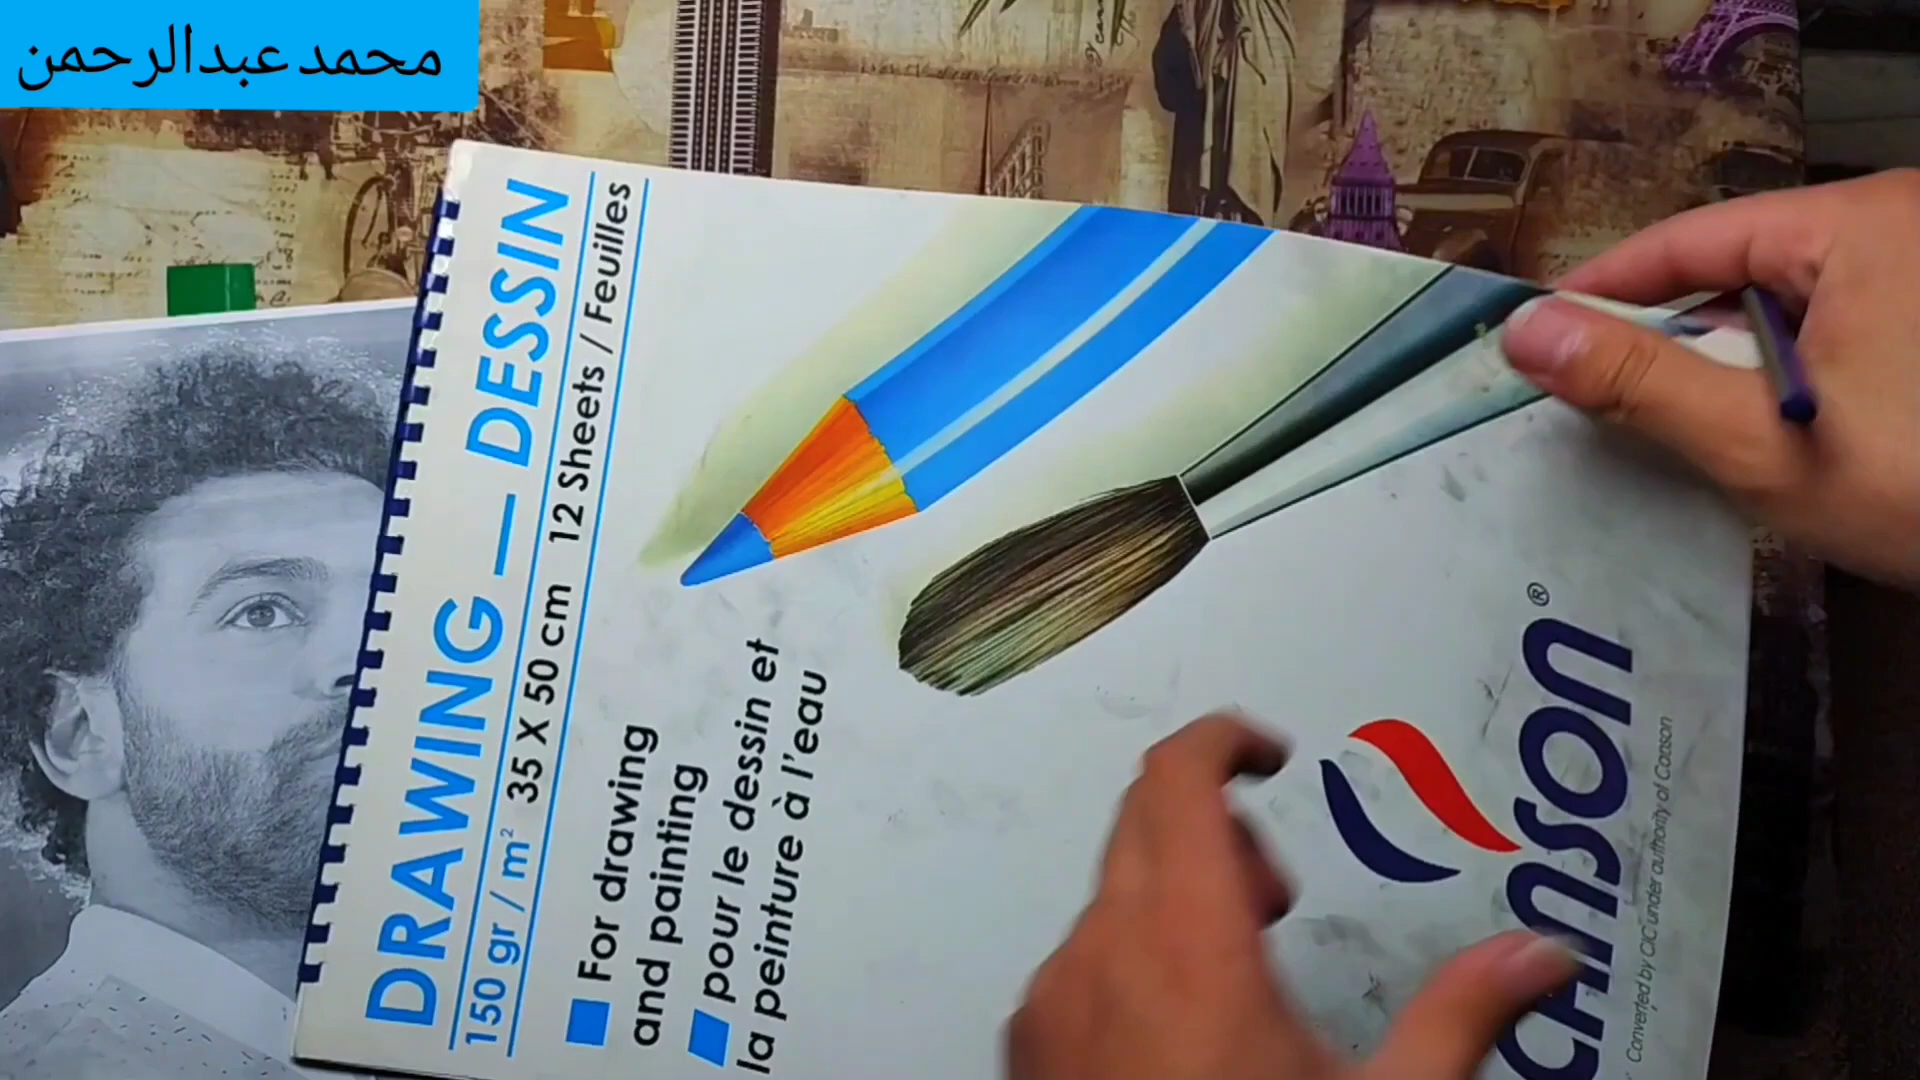 محمد عبدالرحمن
DRAWING — DESSIN
150 gr / m² 35 X 50 cm 12 Sheets / Feuilles
For drawing
and painting
pour le dessin et
la peinture à l'eau
CANSON®
Converted by CIC under authority of Canson